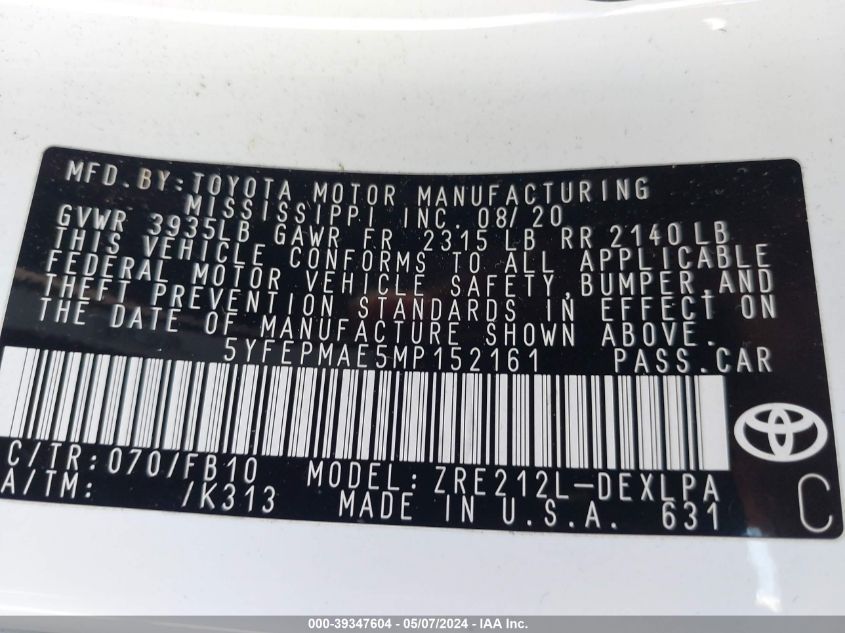 MFD.BY:TOYOTA MOTOR MANUFACTURING
MISSISSIPPI INC. 08/20
GVWR 3935LB GAWR FR 2315 LB RR 2140 LB
THIS VEHICLE CONFORMS TO ALL APPLICABLE
FEDERAL MOTOR VEHICLE SAFETY, BUMPER, AND
THEFT PREVENTION STANDARDS IN EFFECT ON
THE DATE OF MANUFACTURE SHOWN ABOVE.
5YFEPMAE5MP152161 PASS.CAR
C/TR:070/FB10 MODEL:ZRE212L-DEXLPA
A/TM: /K313 MADE IN U.S.A. 631
C
000-39347604 - 05/07/2024 - IAA Inc.